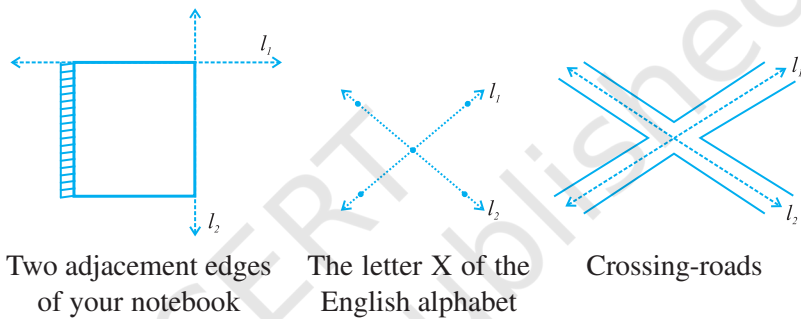 l1
l2
l1
l2
l1
l2
Two adjacement edges
of your notebook
The letter X of the
English alphabet
Crossing-roads